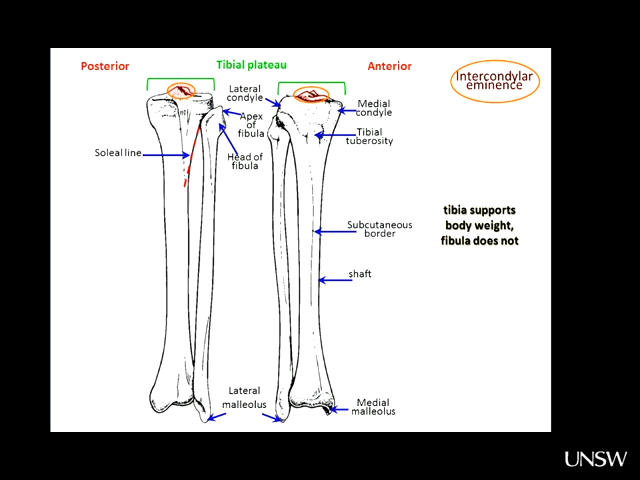 Posterior
Tibial plateau
Anterior
Intercondylar
eminence
Lateral
condyle
Medial
condyle
Apex
of
fibula
Tibial
tuberosity
Soleal line
Head of
fibula
tibia supports
body weight,
fibula does not
Subcutaneous
border
shaft
Lateral
malleolus
Medial
malleolus
UNSW